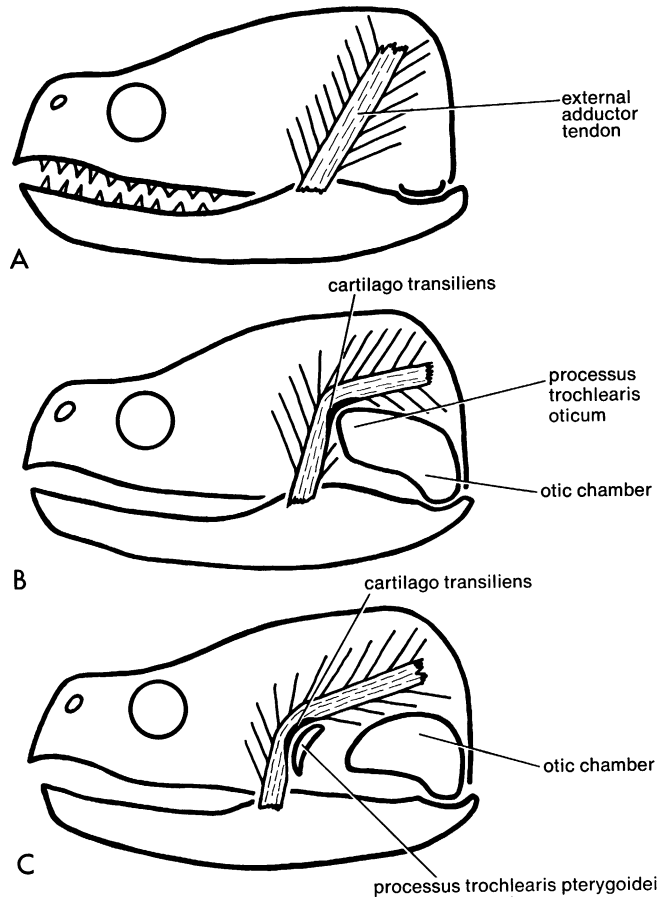 external
adductor
tendon
A
cartilago transiliens
processus
trochlearis
oticum
otic chamber
B
cartilago transiliens
otic chamber
C
processus trochlearis pterygoidei